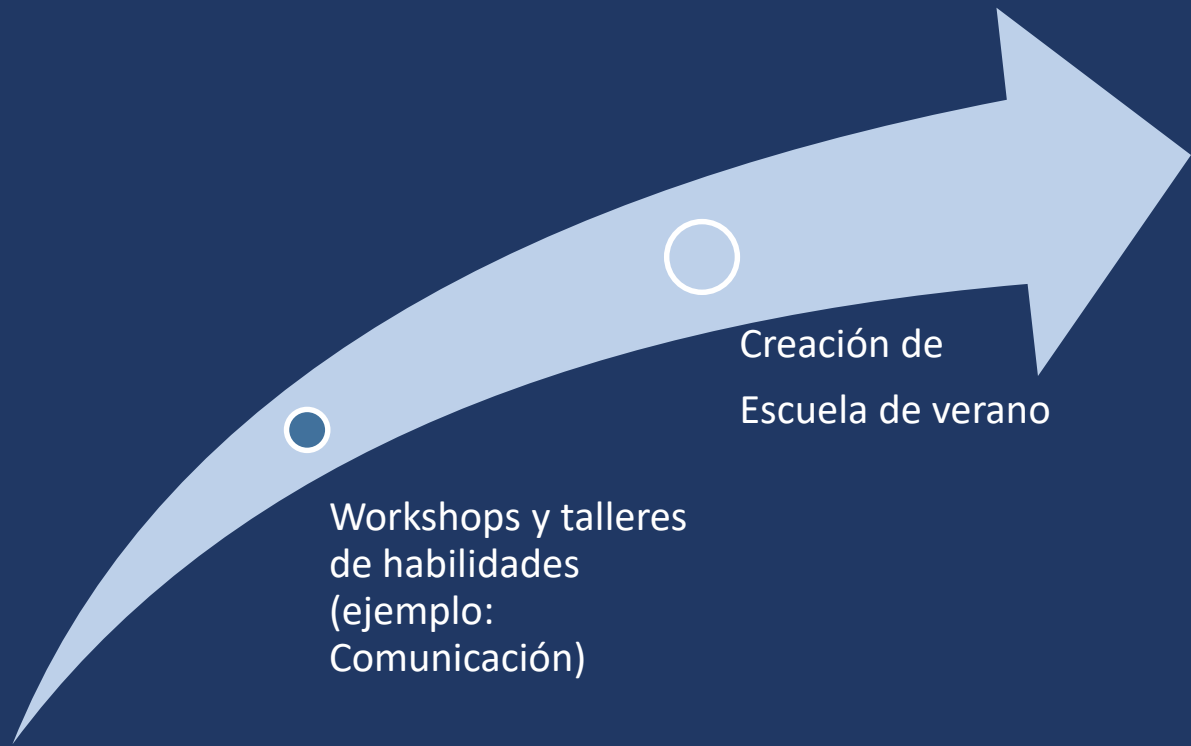 Creación de
Escuela de verano
Workshops y talleres
de habilidades
(ejemplo:
Comunicación)